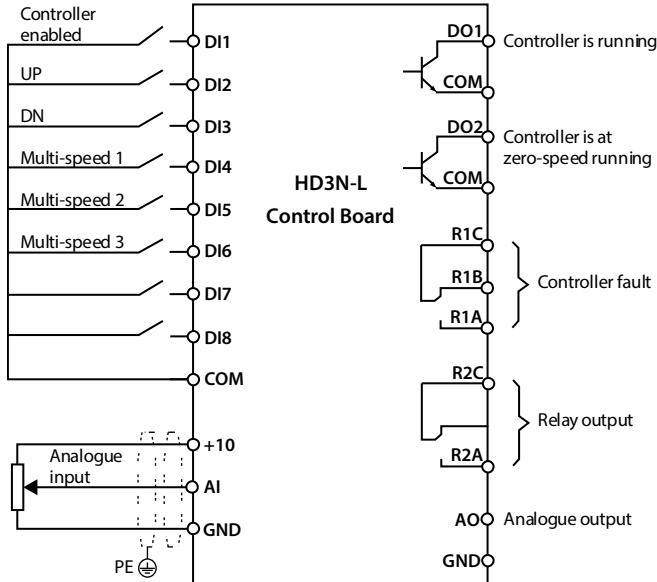 Controller
enabled
DI1
UP
DI2
DN
DI3
Multi-speed 1
DI4
Multi-speed 2
DI5
Multi-speed 3
DI6
DI7
DI8
COM
+10
Analogue
input
AI
GND
PE
HD3N-L
Control Board
DO1
Controller is running
COM
DO2
Controller is at
zero-speed running
COM
R1C
R1B
Controller fault
R1A
R2C
Relay output
R2A
AO
Analogue output
GND